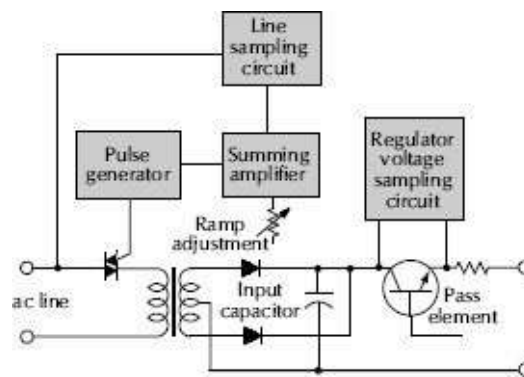 Line
sampling
circuit
Pulse
generator
Summing
amplifier
Regulator
voltage
sampling
circuit
Ramp
adjustment
ac line
Input
capacitor
Pass
element